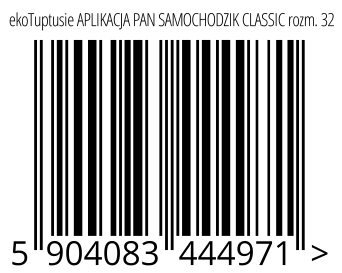 ekoTuptusie APLIKACJA PAN SAMOCHODZIK CLASSIC rozm. 32
5 904083 444971 >